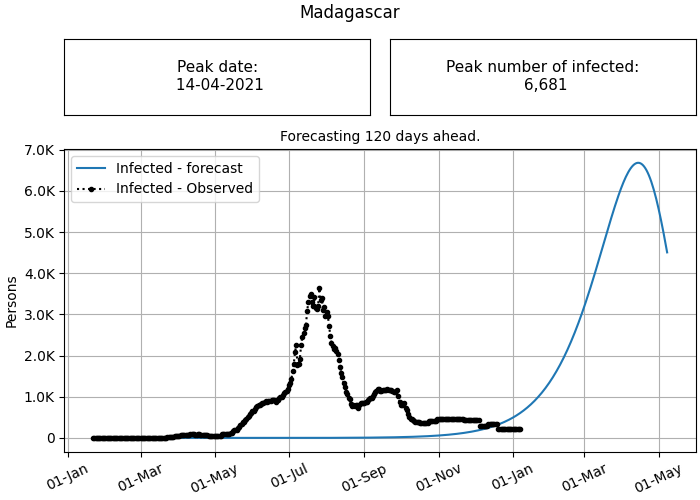 Madagascar
Peak date:
14-04-2021
Peak number of infected:
6,681
Forecasting 120 days ahead.
7.0K
6.0K
5.0K
4.0K
3.0K
2.0K
1.0K
0
Persons
Infected - forecast
Infected - Observed
01-Jan
01-Mar
01-May
01-Jul
01-Sep
01-Nov
01-Jan
01-Mar
01-May